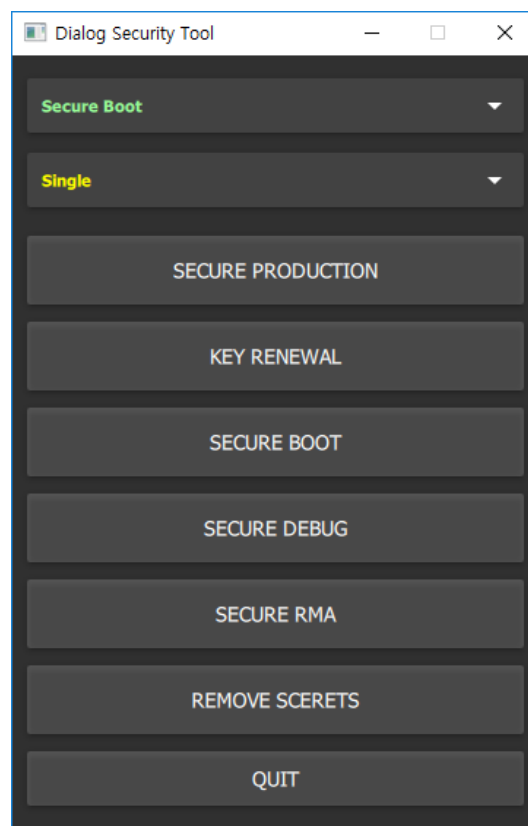 Dialog Security Tool
Secure Boot
Single
SECURE PRODUCTION
KEY RENEWAL
SECURE BOOT
SECURE DEBUG
SECURE RMA
REMOVE SCERETS
QUIT